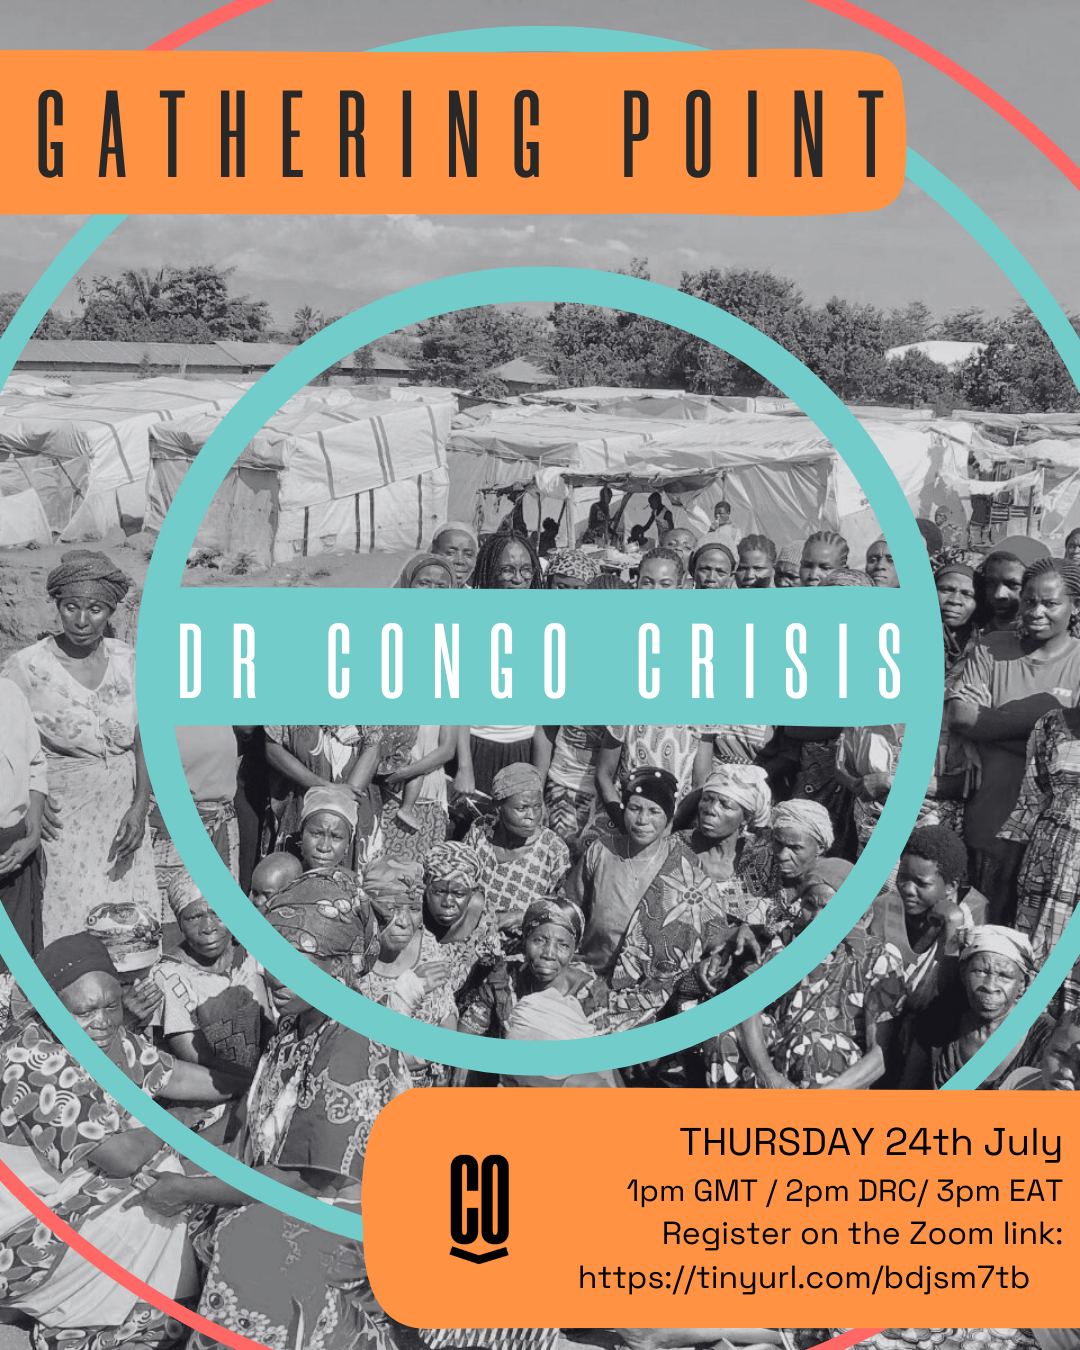 GATHERING POINT
DR CONGO CRISIS
THURSDAY 24th July
CO
1pm GMT / 2pm DRC/ 3pm EAT
Register on the Zoom link:
https://tinyurl.com/bdjsm7tb